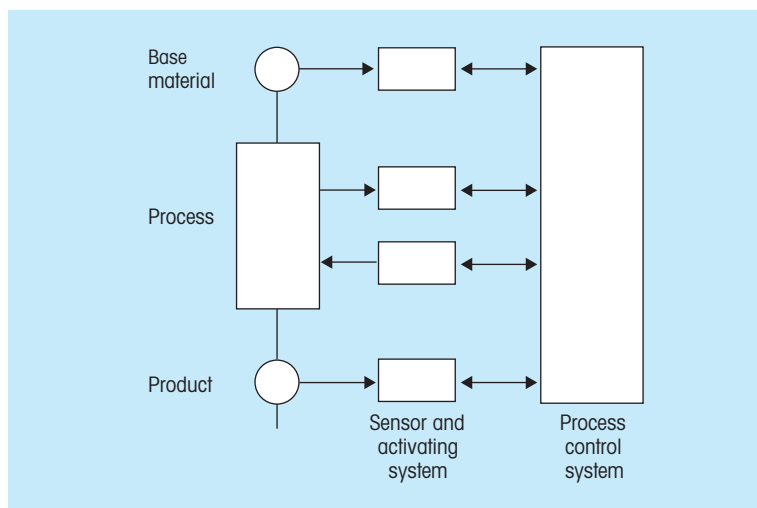 Base
material
Process
Product
Sensor and
activating
system
Process
control
system